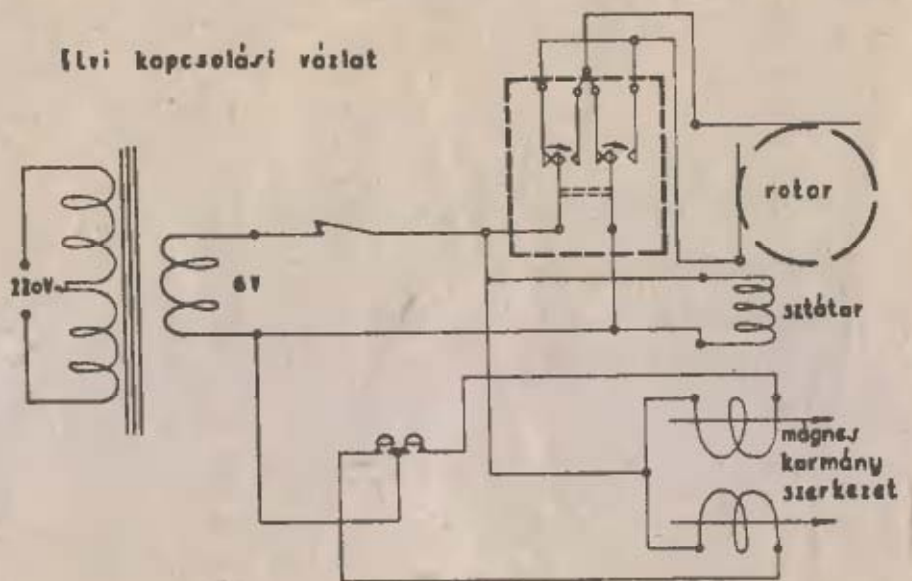 Elvi kapcsolási vázlat
220V~
6V
rotor
sztátor
mágnes
kormány
szerkezet